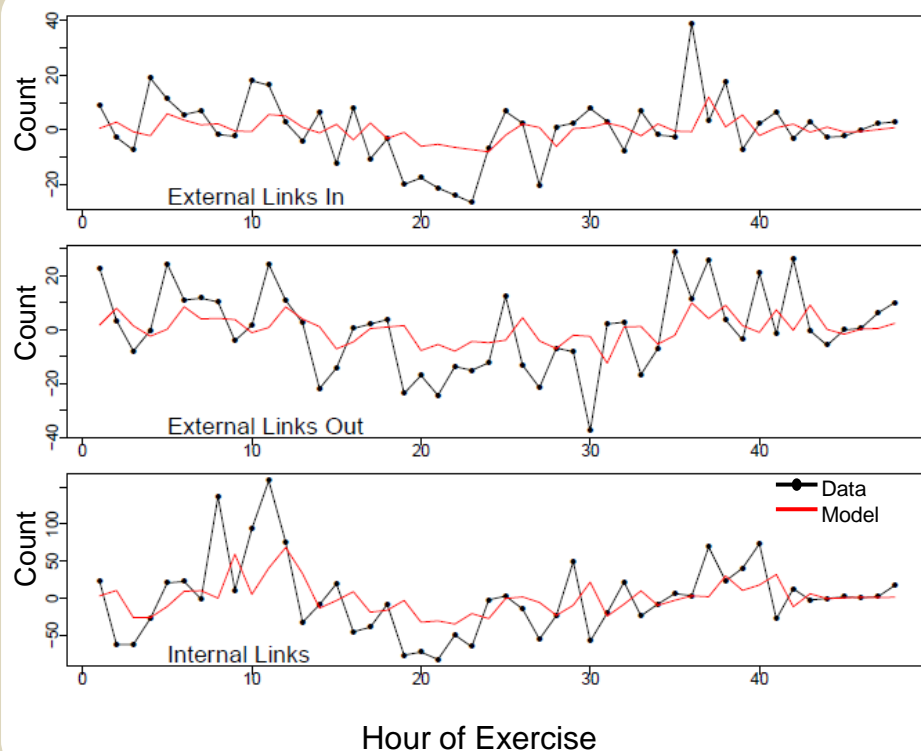 40
20
0
−20
Count
External Links In
0 10 20 30 40
20
0
−20
−40
Count
External Links Out
0 10 20 30 40
100
50
0
−50
Count
Data
Model
Internal Links
0 10 20 30 40
Hour of Exercise